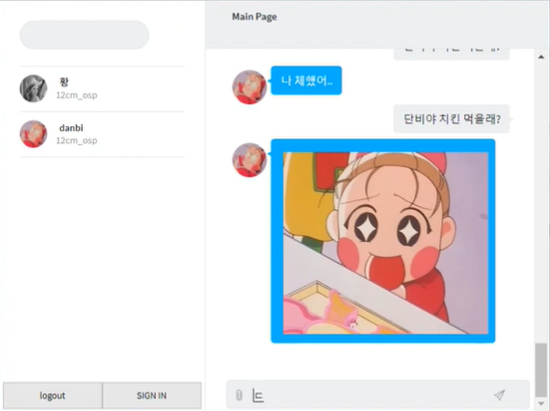 Main Page
황
12cm_osp
danbi
12cm_osp
나 체했어..
단비야 치킨 먹을래?
logout
SIGN IN